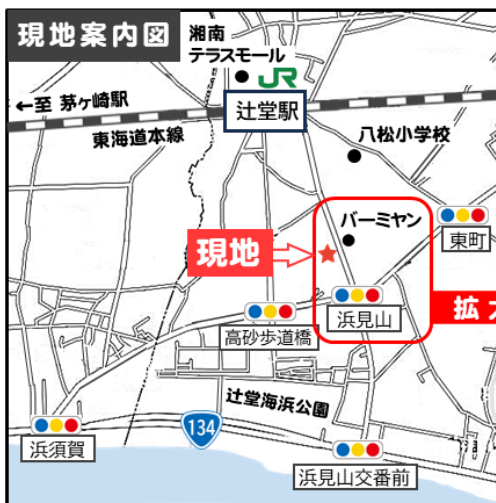 現地案内図
湘南
テラスモール
JR
←至 茅ヶ崎駅
辻堂駅
東海道本線
八松小学校
バーミヤン
東町
現地
拡大
浜見山
高砂歩道橋
辻堂海浜公園
134
浜須賀
浜見山交番前